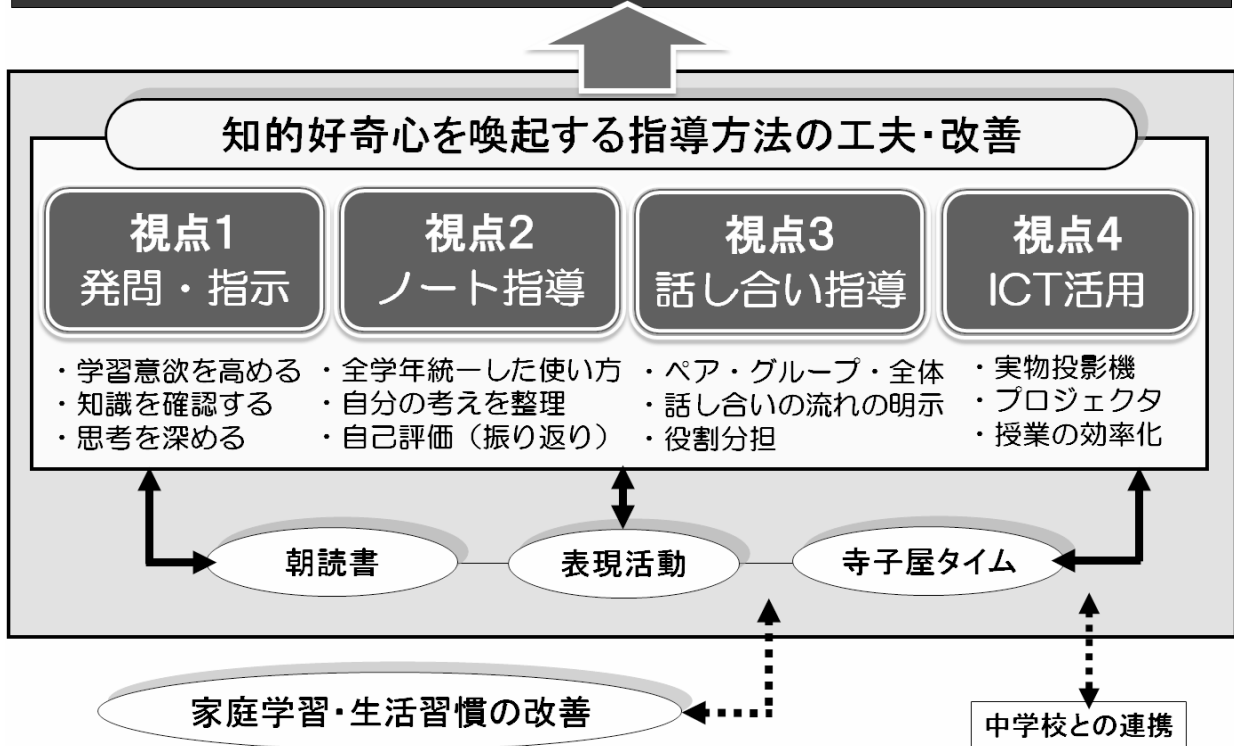 知的好奇心を喚起する指導方法の工夫・改善
視点1
発問・指示
・学習意欲を高める
・知識を確認する
・思考を深める
視点2
ノート指導
・全学年統一した使い方
・自分の考えを整理
・自己評価（振り返り）
視点3
話し合い指導
・ペア・グループ・全体
・話し合いの流れの明示
・役割分担
視点4
ICT活用
・実物投影機
・プロジェクタ
・授業の効率化
朝読書
表現活動
寺子屋タイム
家庭学習・生活習慣の改善
中学校との連携